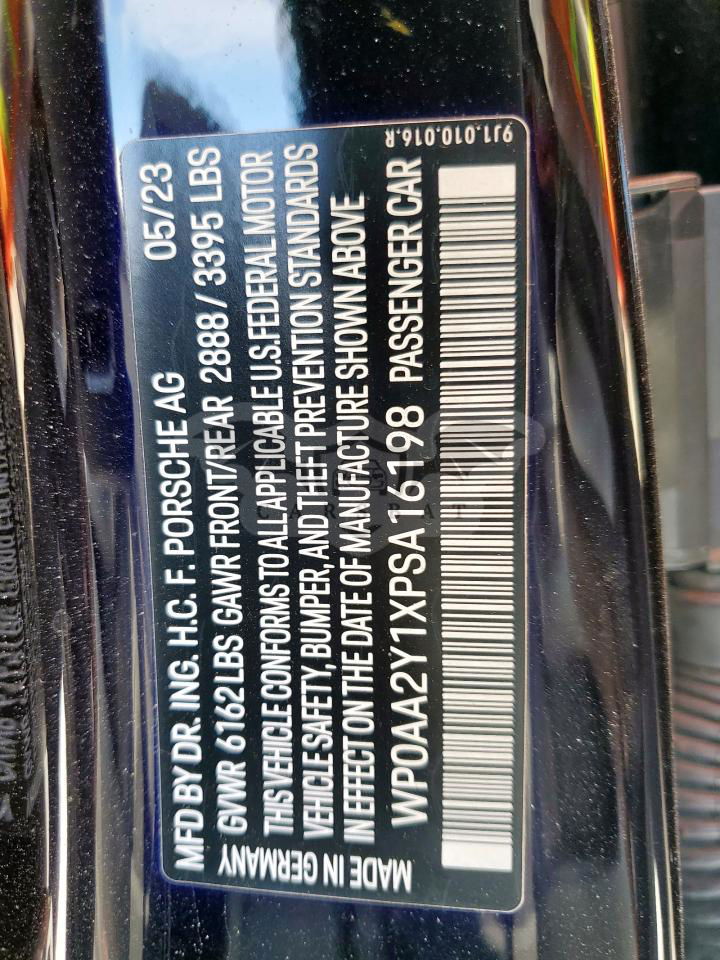 MFD BY DR. ING. H.C. F. PORSCHE AG 05/23
GVWR 6162 LBS GAWR FRONT/REAR 2888 / 3395 LBS
THIS VEHICLE CONFORMS TO ALL APPLICABLE U.S. FEDERAL MOTOR
VEHICLE SAFETY, BUMPER, AND THEFT PREVENTION STANDARDS
IN EFFECT ON THE DATE OF MANUFACTURE SHOWN ABOVE
WP0AA2Y1XPSA16198 PASSENGER CAR
MADE IN GERMANY
9J1.010.016.R